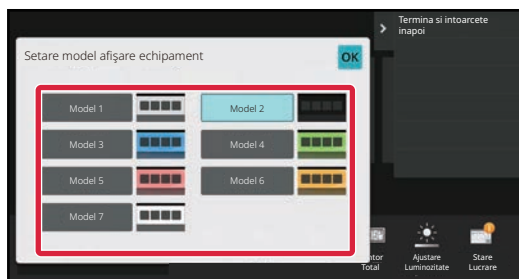 Termina si intoarcete
inapoi
Setare model afişare echipament
OK
Model 1
Model 2
Model 3
Model 4
Model 5
Model 6
Model 7
Total
Ajustare
Luminozitate
Stare
Lucrare